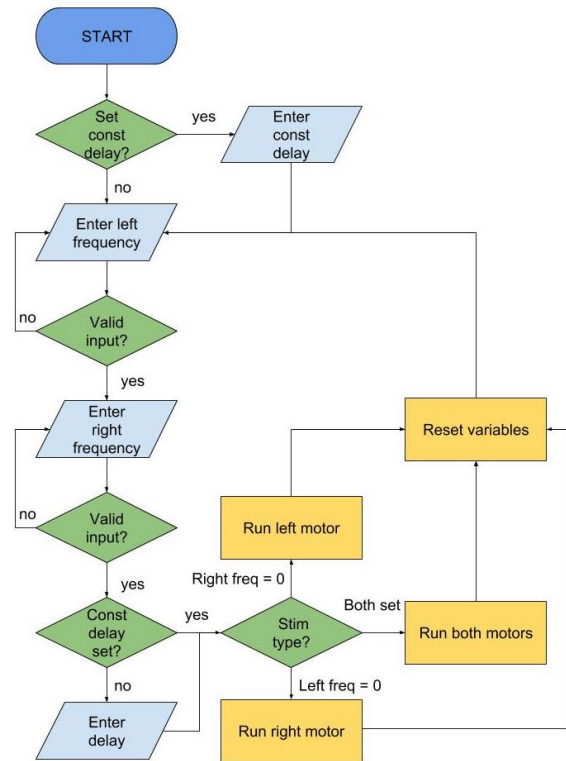 START
Set
const
delay?
yes
Enter
const
delay
no
Enter left
frequency
no
Valid
input?
yes
Enter
right
frequency
Reset variables
no
Valid
input?
Run left motor
yes
Right freq = 0
Const
delay
set?
yes
Stim
type?
Both set
Run both motors
no
Left freq = 0
Enter
delay
Run right motor